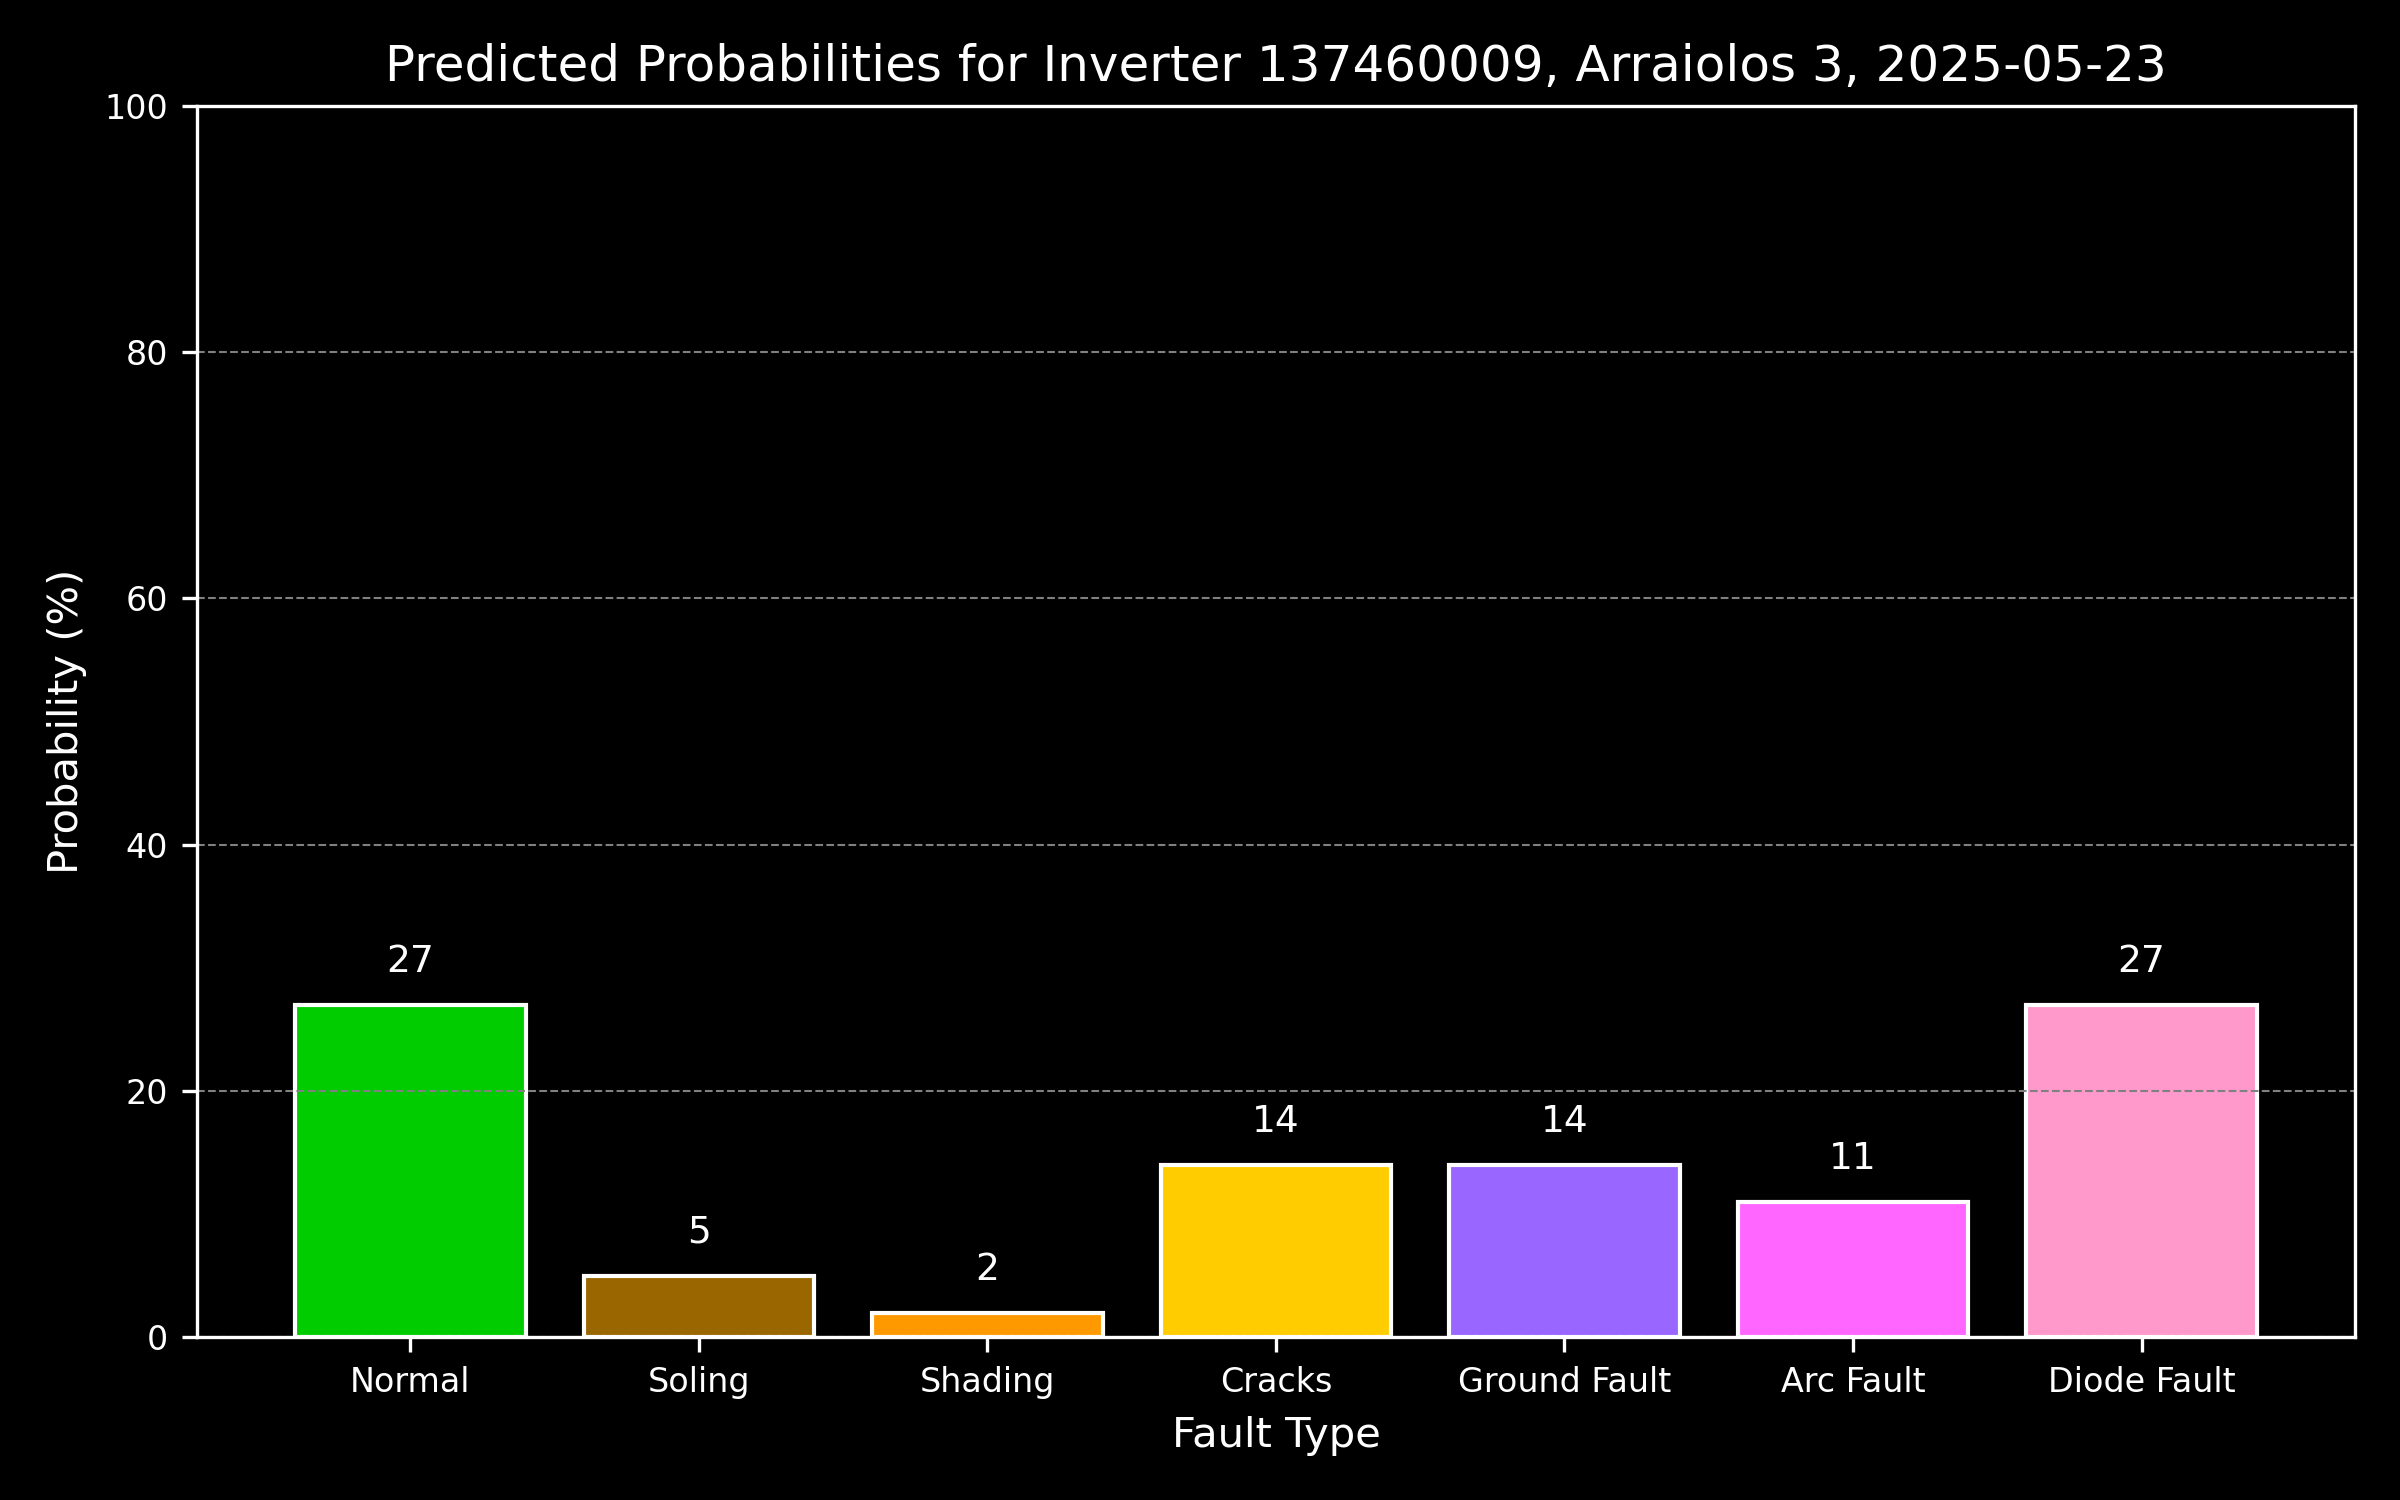 Predicted Probabilities for Inverter 137460009, Arraiolos 3, 2025-05-23
100
80
60
40
20
0
Probability (%)
27
5
2
14
14
11
27
Normal
Soling
Shading
Cracks
Ground Fault
Arc Fault
Diode Fault
Fault Type